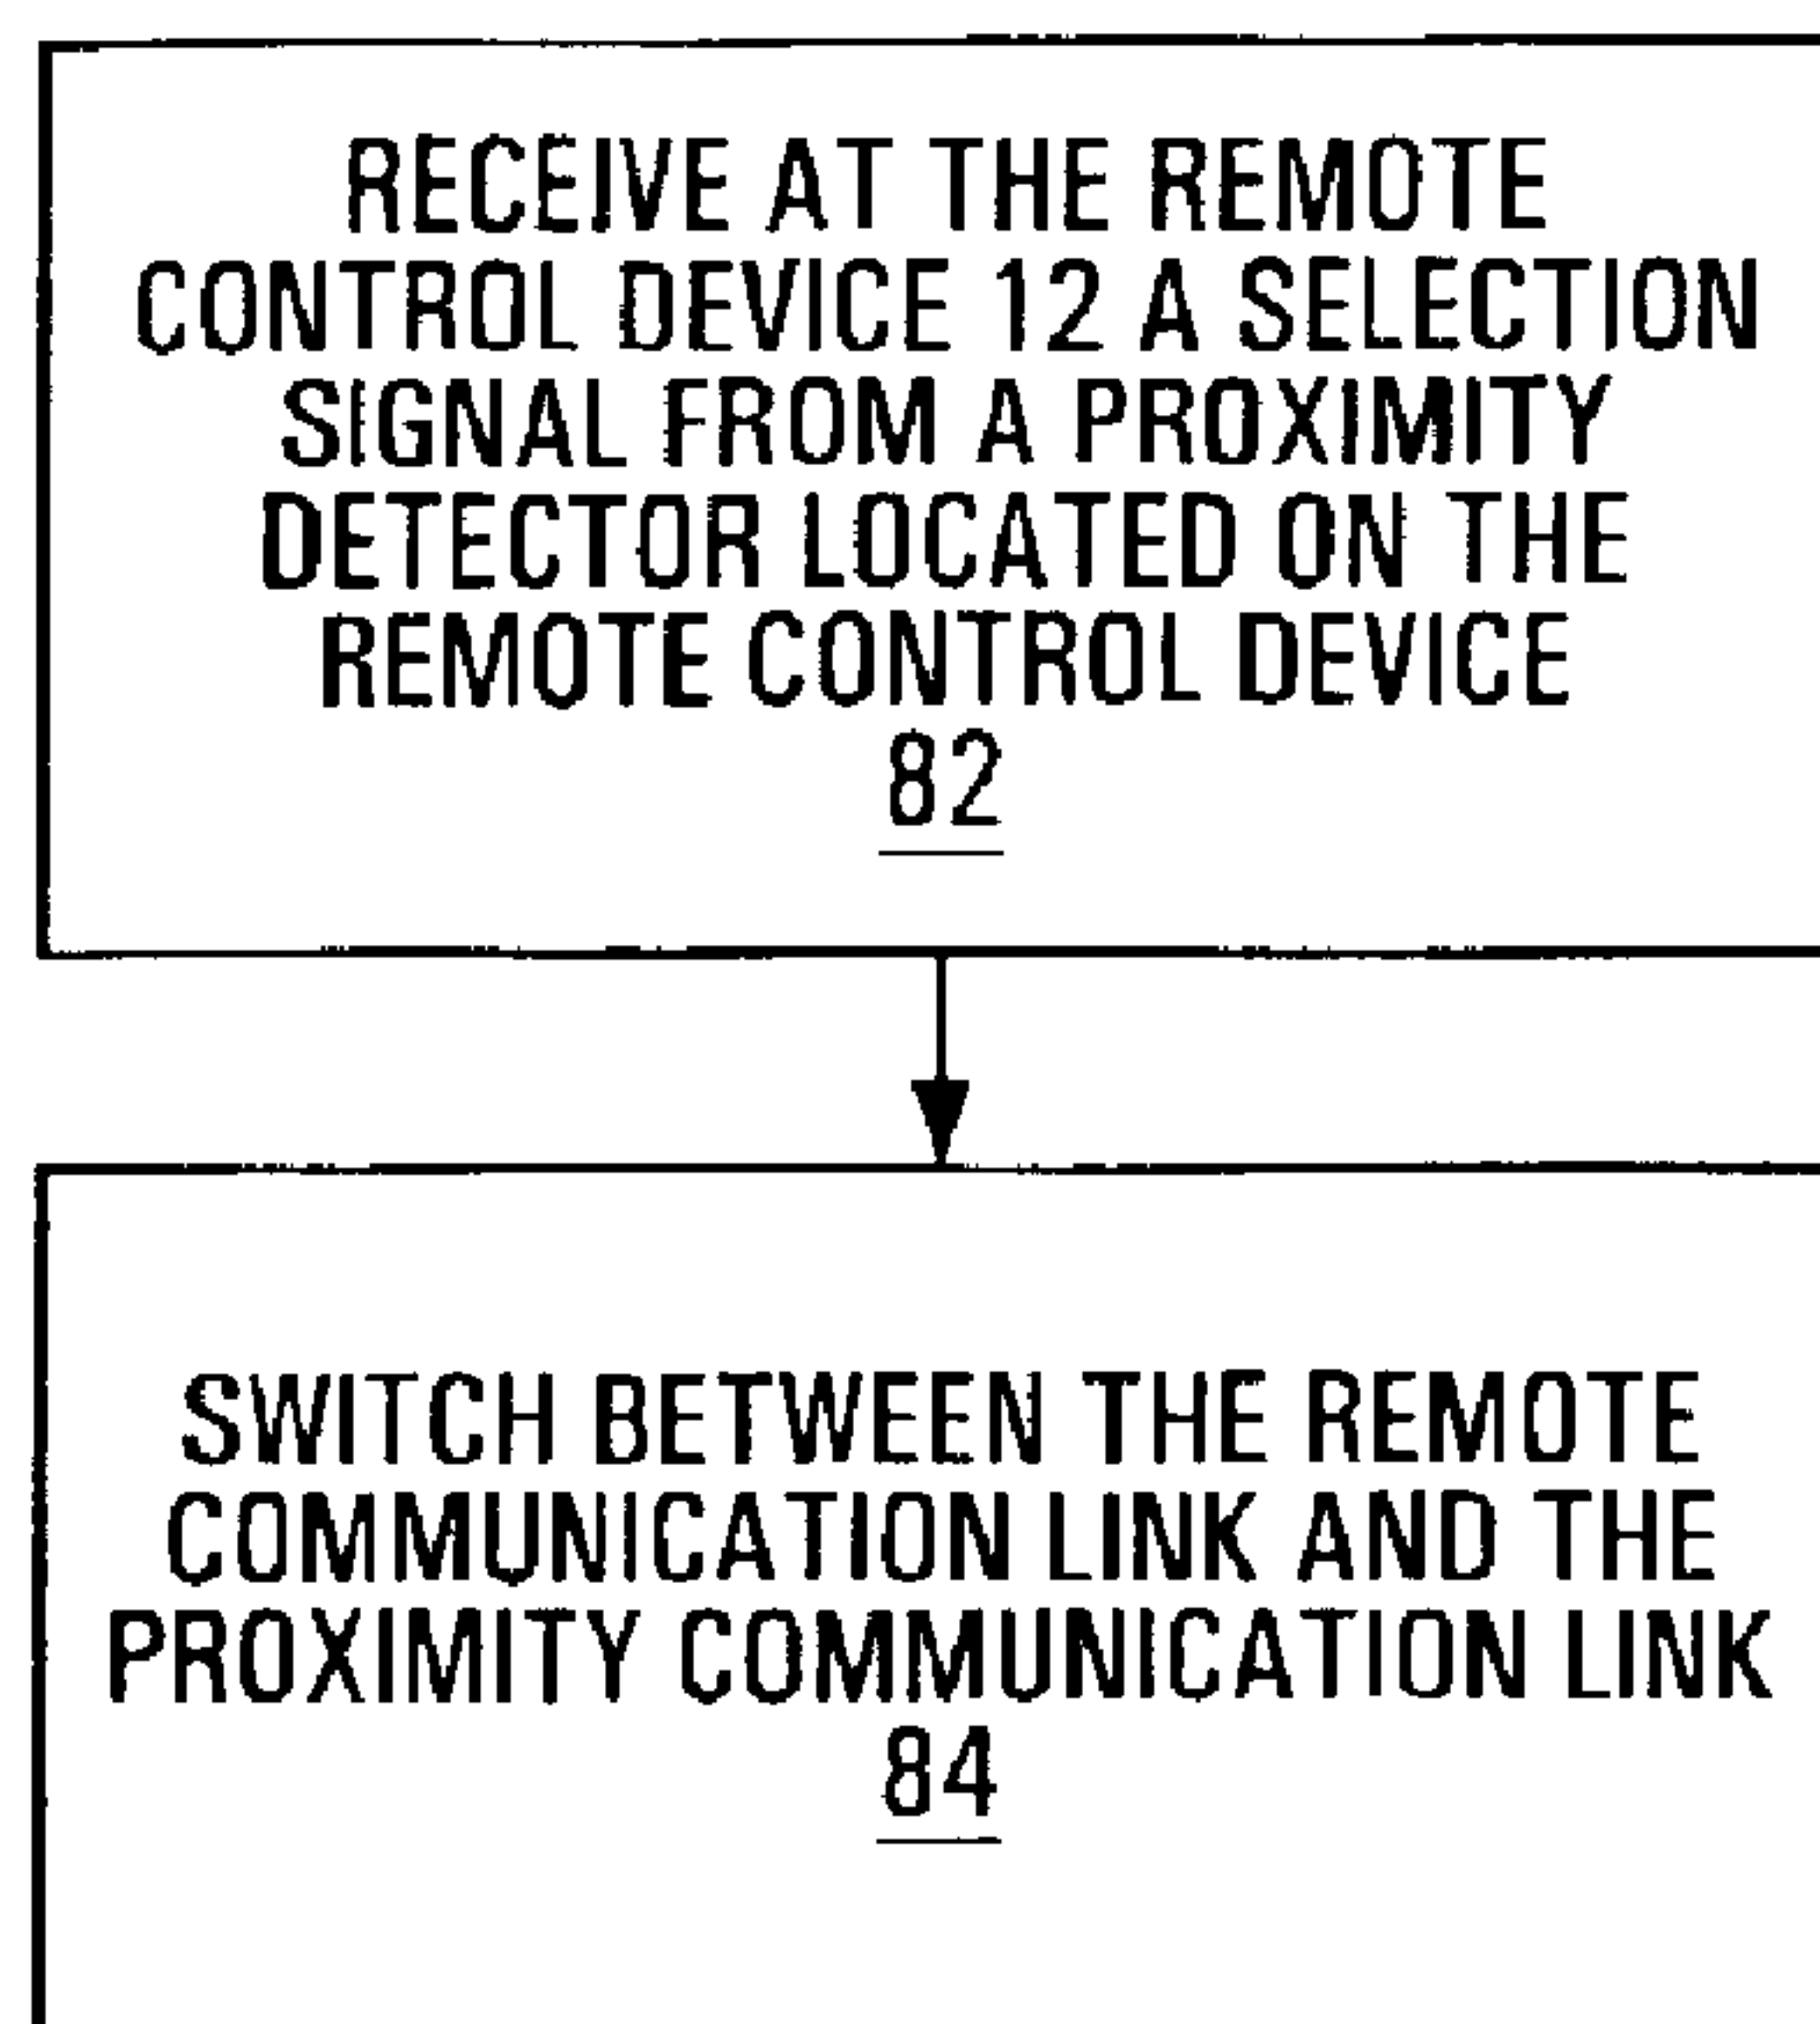 RECEIVE AT THE REMOTE
CONTROL DEVICE 12 A SELECTION
SIGNAL FROM A PROXIMITY
DETECTOR LOCATED ON THE
REMOTE CONTROL DEVICE
82
SWITCH BETWEEN THE REMOTE
COMMUNICATION LINK AND THE
PROXIMITY COMMUNICATION LINK
84